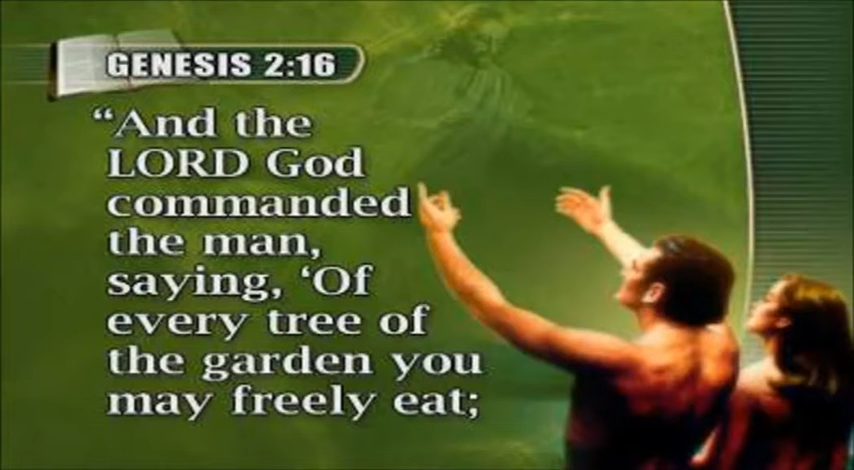 GENESIS 2:16
“And the
LORD God
commanded
the man,
saying, ‘Of
every tree of
the garden you
may freely eat;